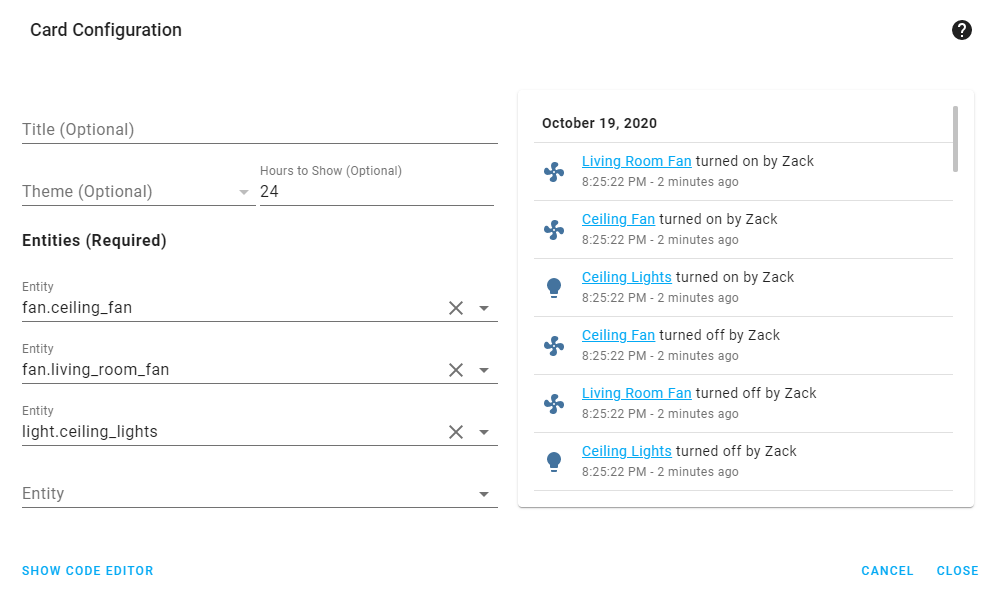 Card Configuration
Title (Optional)
Theme (Optional)
Hours to Show (Optional)
24
Entities (Required)
Entity
fan.ceiling_fan
Entity
fan.living_room_fan
Entity
light.ceiling_lights
Entity
October 19, 2020
Living Room Fan turned on by Zack
8:25:22 PM - 2 minutes ago
Ceiling Fan turned on by Zack
8:25:22 PM - 2 minutes ago
Ceiling Lights turned on by Zack
8:25:22 PM - 2 minutes ago
Ceiling Fan turned off by Zack
8:25:22 PM - 2 minutes ago
Living Room Fan turned off by Zack
8:25:22 PM - 2 minutes ago
Ceiling Lights turned off by Zack
8:25:22 PM - 2 minutes ago
SHOW CODE EDITOR
CANCEL
CLOSE